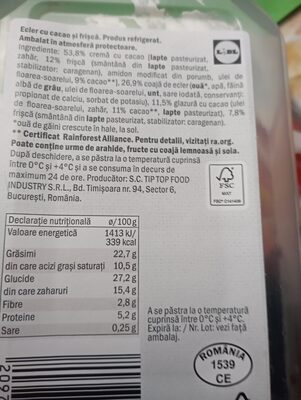 Ecler cu cacao și frișcă. Produs refrigerat.
Ambalat în atmosferă protectoare.
Ingrediente: 53,8% cremă cu cacao (lapte pasteurizat,
zahăr, 12% frișcă (smântână din lapte pasteurizat,
stabilizator: caragenan), amidon modificat din porumb, ulei de
floarea-soarelui, 9% cacao**), 26,9% coajă de ecler (ouă*, apă, făină
albă de grâu, ulei de floarea-soarelui, unt, sare iodată, conservanți:
propionat de calciu, sorbat de potasiu), 11,5% glazură cu cacao (ulei
de floarea-soarelui, zahăr, 11% cacao**, lapte pasteurizat), 7,8%
frișcă (smântână din lapte pasteurizat, stabilizator: caragenan).
*ouă de găini crescute în hale, la sol.
** Certificat Rainforest Alliance. Pentru detalii, vizitați ra.org.
Poate conține urme de arahide, fructe cu coajă lemnoasă și soia.
După deschidere, a se păstra la o temperatură cuprinsă
între 0°C și +4°C și a se consuma în decurs de
maximum 24 de ore. Producător: S.C. TIP TOP FOOD
INDUSTRY S.R.L., Bd. Timișoara nr. 94, Sector 6,
București, România.
LIDL
FSC
MIXT
Declarație nutrițională ø/100g
Valoare energetică 1413 kJ/
339 kcal
Grăsimi 22,7 g
din care acizi grași saturați 10,5 g
Glucide 27,2 g
din care zaharuri 15,4 g
Fibre 2,8 g
Proteine 5,2 g
Sare 0,25 g
A se păstra la o temperatură
cuprinsă între 0°C și +4°C.
Expiră la: / Nr. Lot: vezi față
ambalaj.
ROMÂNIA
1539
CE
2097